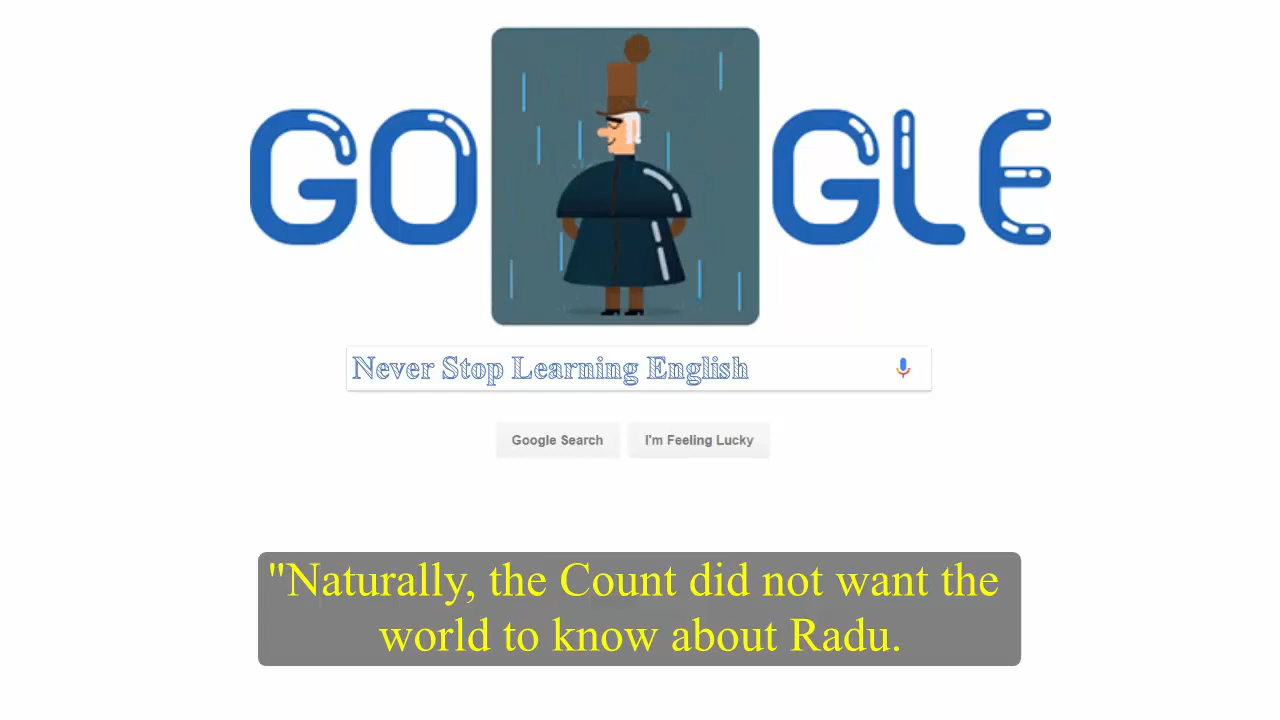 GO GLE
Never Stop Learning English
Google Search
I'm Feeling Lucky
"Naturally, the Count did not want the
world to know about Radu.